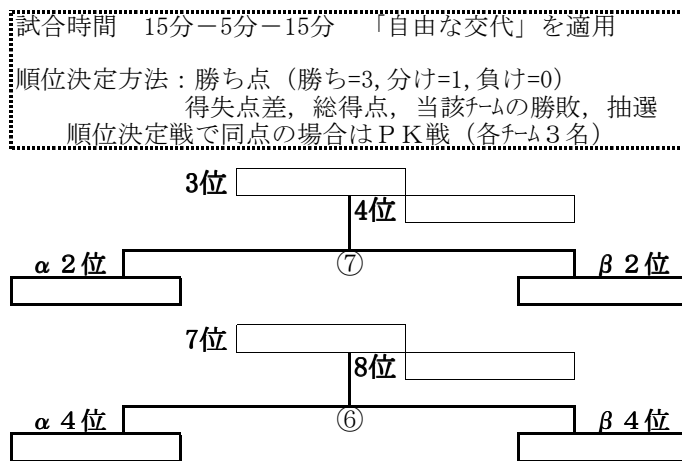 試合時間　15分－5分－15分　「自由な交代」を適用
順位決定方法：勝ち点（勝ち=3,分け=1,負け=0）
得失点差，総得点，当該ﾁｰﾑの勝敗，抽選
順位決定戦で同点の場合はＰＫ戦（各ﾁｰﾑ３名）
3位
4位
α２位
⑦
β２位
7位
8位
α４位
⑥
β４位